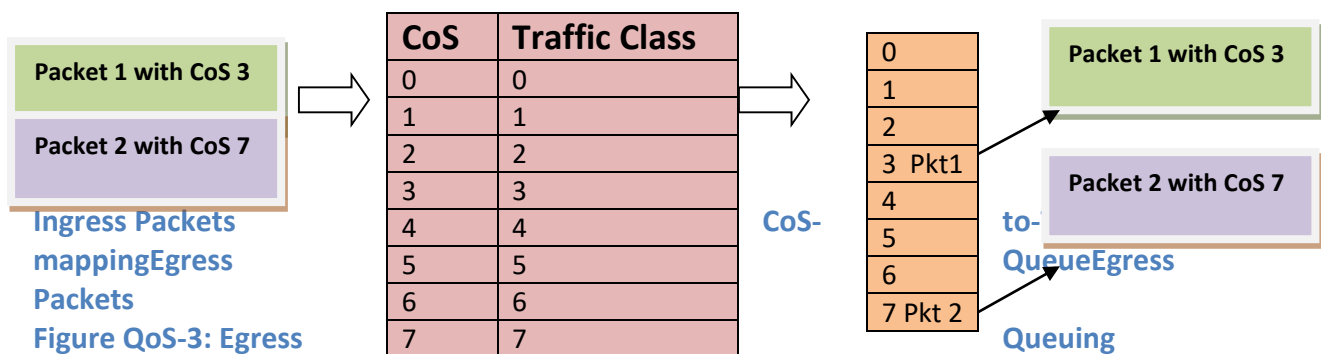 Packet 1 with CoS 3
Packet 2 with CoS 7
CoS Traffic Class
0 0
1 1
2 2
3 3
4 4
5 5
6 6
7 7
0
1
2
3 Pkt1
4
5
6
7 Pkt 2
Packet 1 with CoS 3
Packet 2 with CoS 7
Ingress Packets CoS- to-
mappingEgress QueueEgress
Packets
Figure QoS-3: Egress Queuing